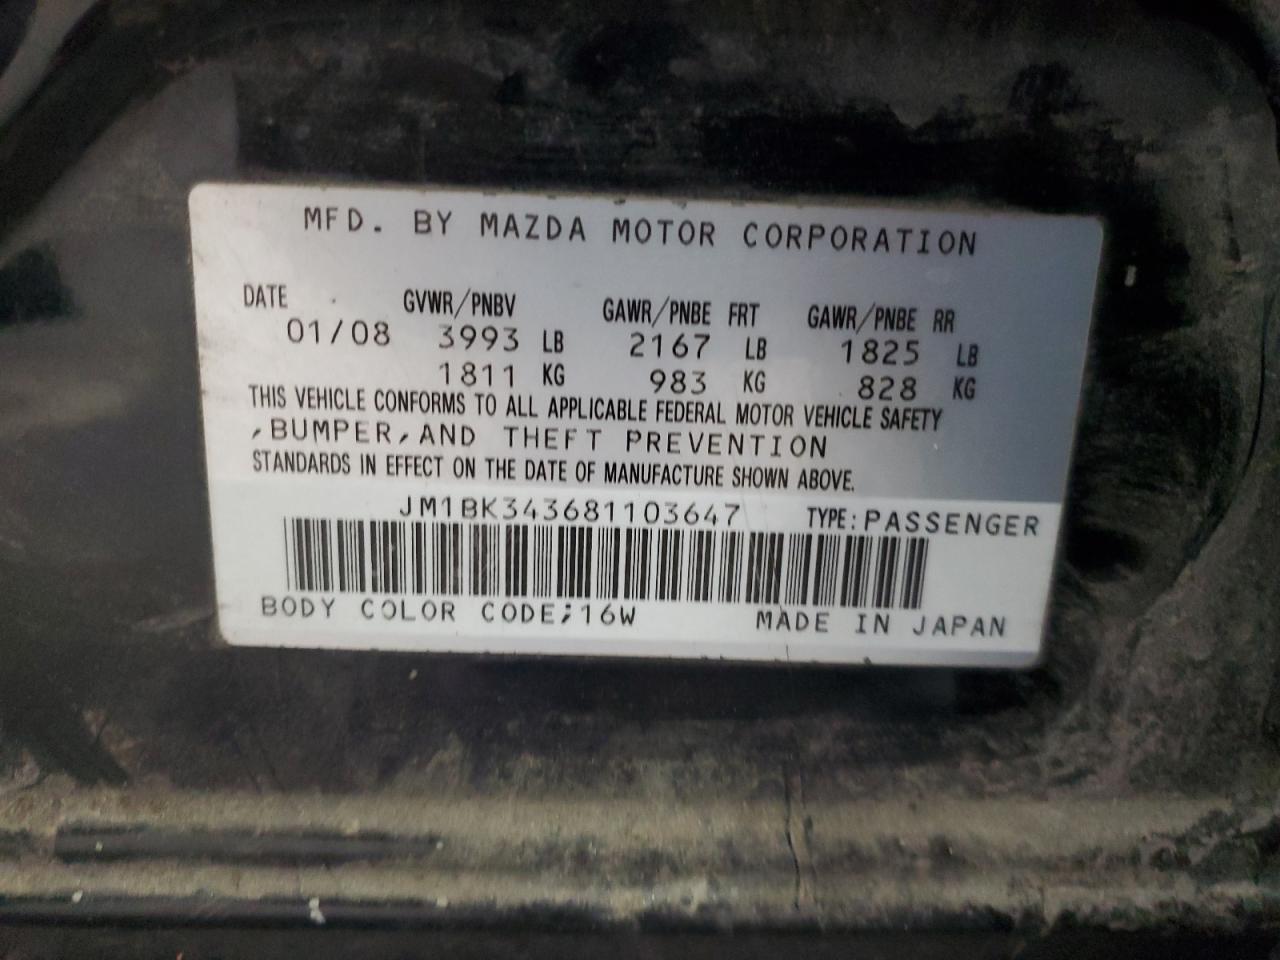 MFD. BY MAZDA MOTOR CORPORATION
DATE GVWR/PNBV GAWR/PNBE FRT GAWR/PNBE RR
01/08 3993 LB 2167 LB 1825 LB
1811 KG 983 KG 828 KG
THIS VEHICLE CONFORMS TO ALL APPLICABLE FEDERAL MOTOR VEHICLE SAFETY
,BUMPER,AND THEFT PREVENTION
STANDARDS IN EFFECT ON THE DATE OF MANUFACTURE SHOWN ABOVE.
JM1BK343681103647 TYPE:PASSENGER
BODY COLOR CODE;16W MADE IN JAPAN